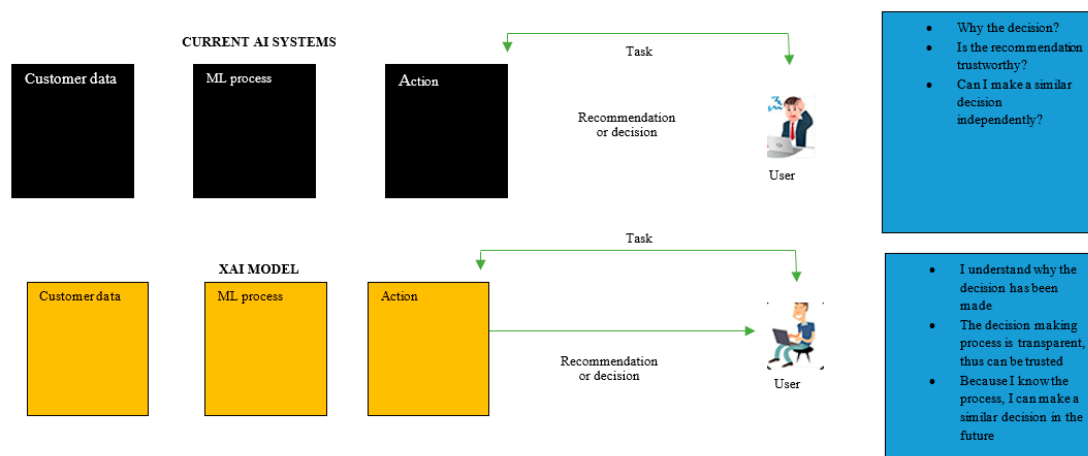 CURRENT AI SYSTEMS
Customer data
ML process
Action
Task
Recommendation
or decision
User
• Why the decision?
• Is the recommendation
trustworthy?
• Can I make a similar
decision
independently?
XAI MODEL
Customer data
ML process
Action
Task
Recommendation
or decision
User
• I understand why the
decision has been
made
• The decision making
process is transparent,
thus can be trusted
• Because I know the
process, I can make a
similar decision in the
future